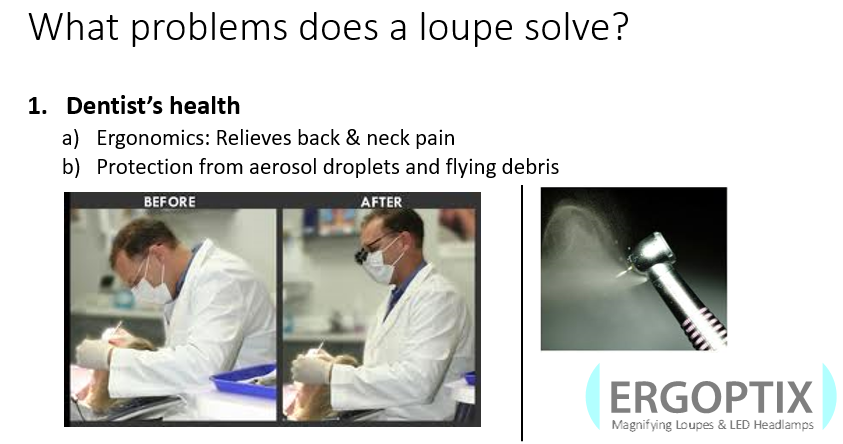 What problems does a loupe solve?
1. Dentist's health
a) Ergonomics: Relieves back & neck pain
b) Protection from aerosol droplets and flying debris
BEFORE
AFTER
ERGOPTIX
Magnifying Loupes & LED Headlamps